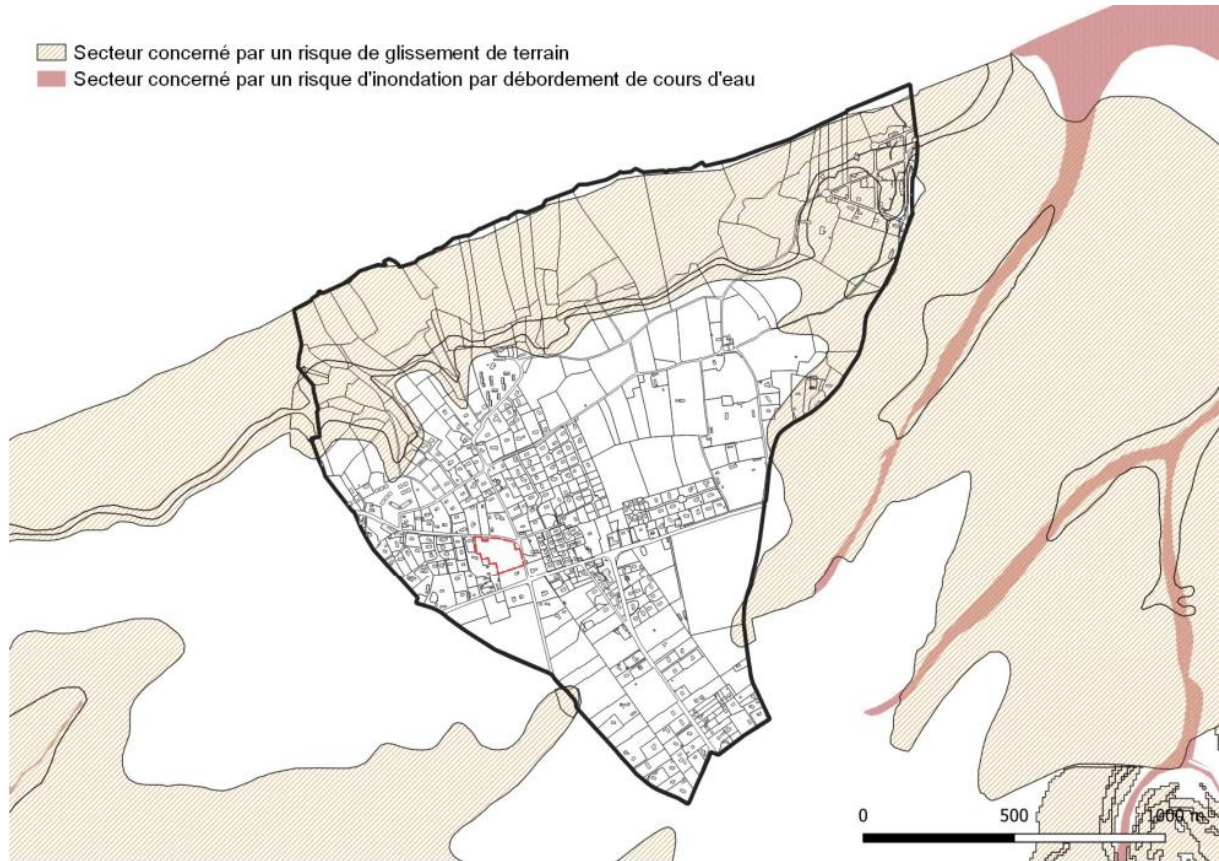 Secteur concerné par un risque de glissement de terrain
Secteur concerné par un risque d'inondation par débordement de cours d'eau
0 500 1000 m